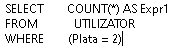 SELECT COUNT(*) AS Expr1
FROM UTILIZATOR
WHERE (Plata = 2)